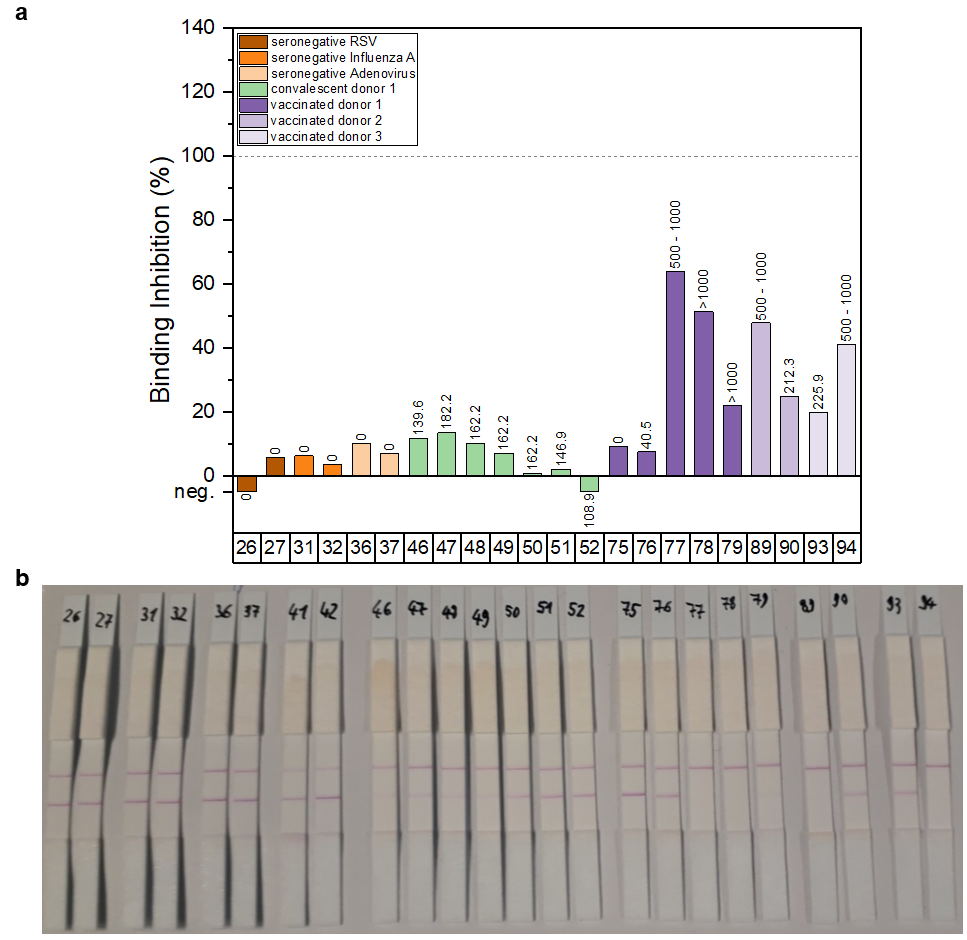 a
140
120
100
80
60
40
20
0
neg.
Binding Inhibition (%)
seronegative RSV
seronegative Influenza A
seronegative Adenovirus
convalescent donor 1
vaccinated donor 1
vaccinated donor 2
vaccinated donor 3
0 0 0 0 0 0 139.6 182.2 162.2 162.2 162.2 146.9 108.9 0 40.5 500 - 1000 >1000 >1000 500 - 1000 212.3 225.9 500 - 1000
26 27 31 32 36 37 46 47 48 49 50 51 52 75 76 77 78 79 89 90 93 94
b
26 27 31 32 36 37 41 42 46 47 48 49 50 51 52 75 76 77 78 79 89 90 93 94